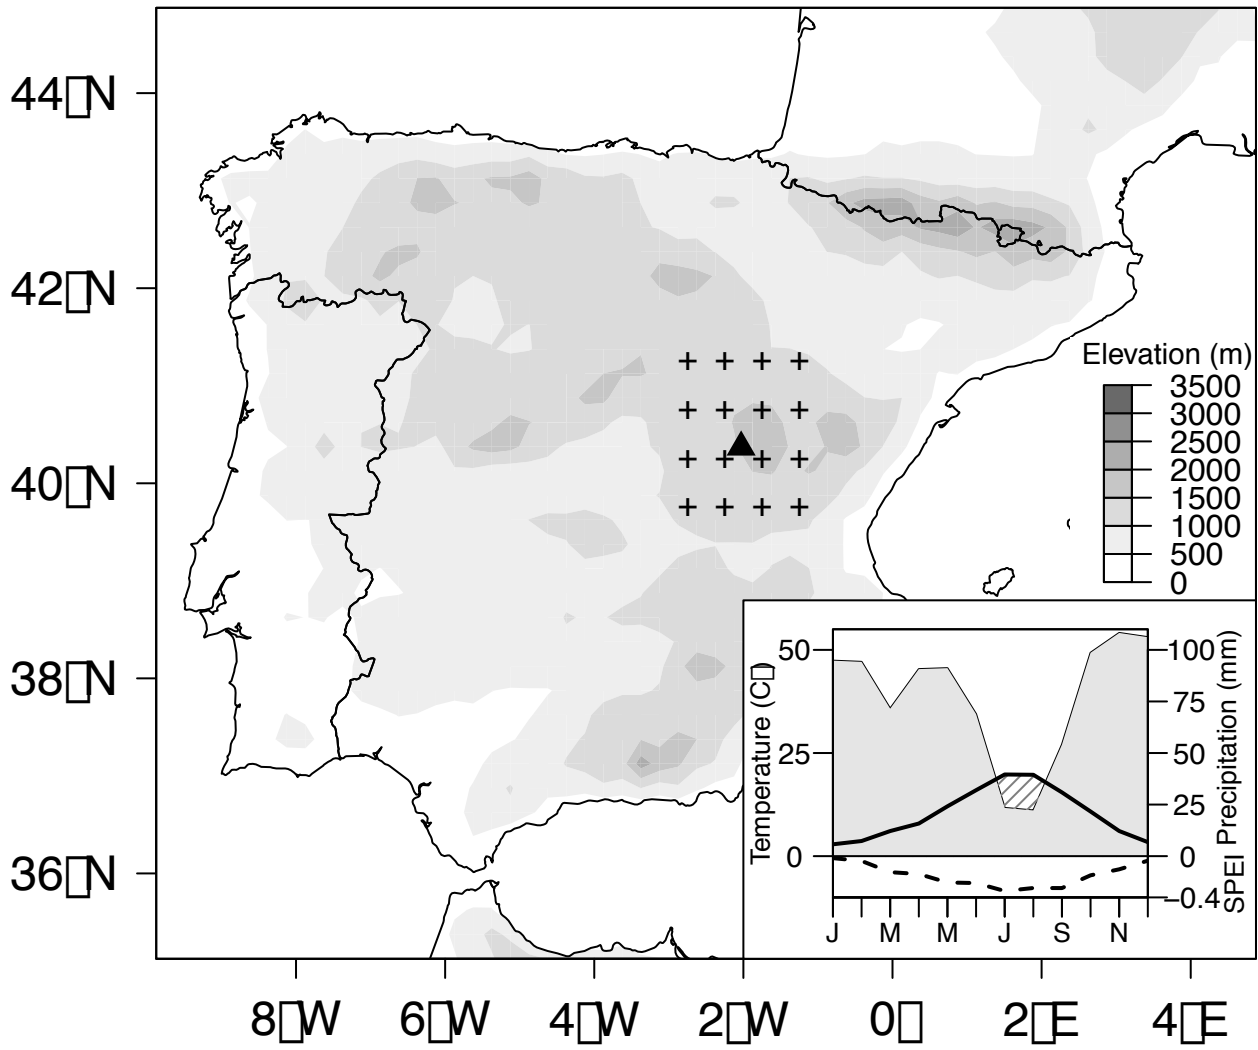 44▯N
42▯N
40▯N
38▯N
36▯N
8▯W 6▯W 4▯W 2▯W 0▯ 2▯E 4▯E
Elevation (m)
3500
3000
2500
2000
1500
1000
500
0
Temperature (C▯)
50
25
0
100
75
50
25
0
−0.4
SPEI Precipitation (mm)
J M M J S N